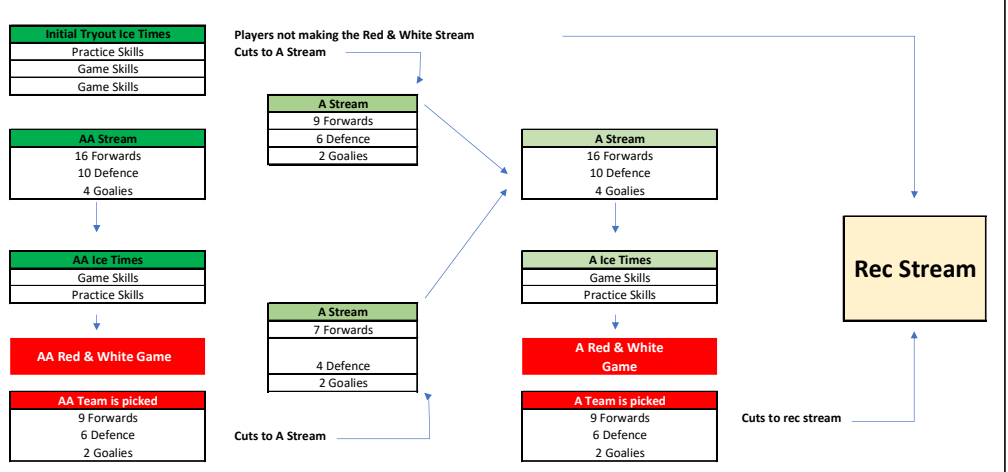 Initial Tryout Ice Times
Practice Skills
Game Skills
Game Skills
AA Stream
16 Forwards
10 Defence
4 Goalies
AA Ice Times
Game Skills
Practice Skills
AA Red & White Game
AA Team is picked
9 Forwards
6 Defence
2 Goalies
Players not making the Red & White Stream
Cuts to A Stream
A Stream
9 Forwards
6 Defence
2 Goalies
A Stream
7 Forwards
4 Defence
2 Goalies
Cuts to A Stream
A Stream
16 Forwards
10 Defence
4 Goalies
A Ice Times
Game Skills
Practice Skills
A Red & White
Game
A Team is picked
9 Forwards
6 Defence
2 Goalies
Rec Stream
Cuts to rec stream